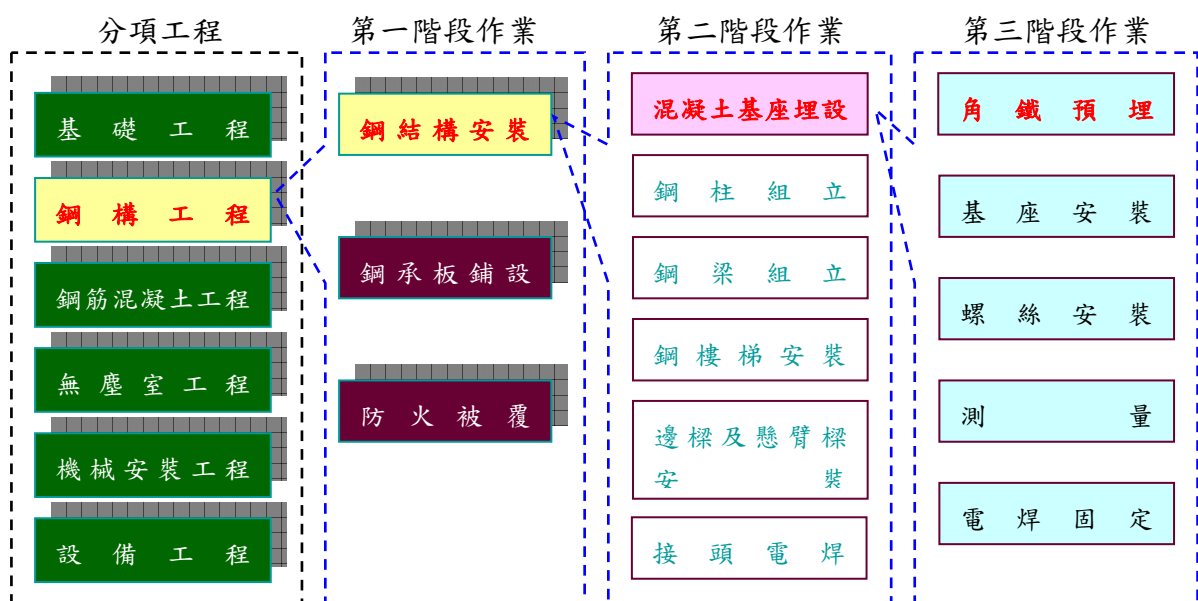 分項工程
基礎工程
鋼構工程
鋼筋混凝土工程
無塵室工程
機械安裝工程
設備工程
第一階段作業
鋼結構安裝
鋼承板鋪設
防火被覆
第二階段作業
混凝土基座埋設
鋼柱組立
鋼梁組立
鋼樓梯安裝
邊樑及懸臂樑
安裝
接頭電焊
第三階段作業
角鐵預埋
基座安裝
螺絲安裝
測量
電焊固定